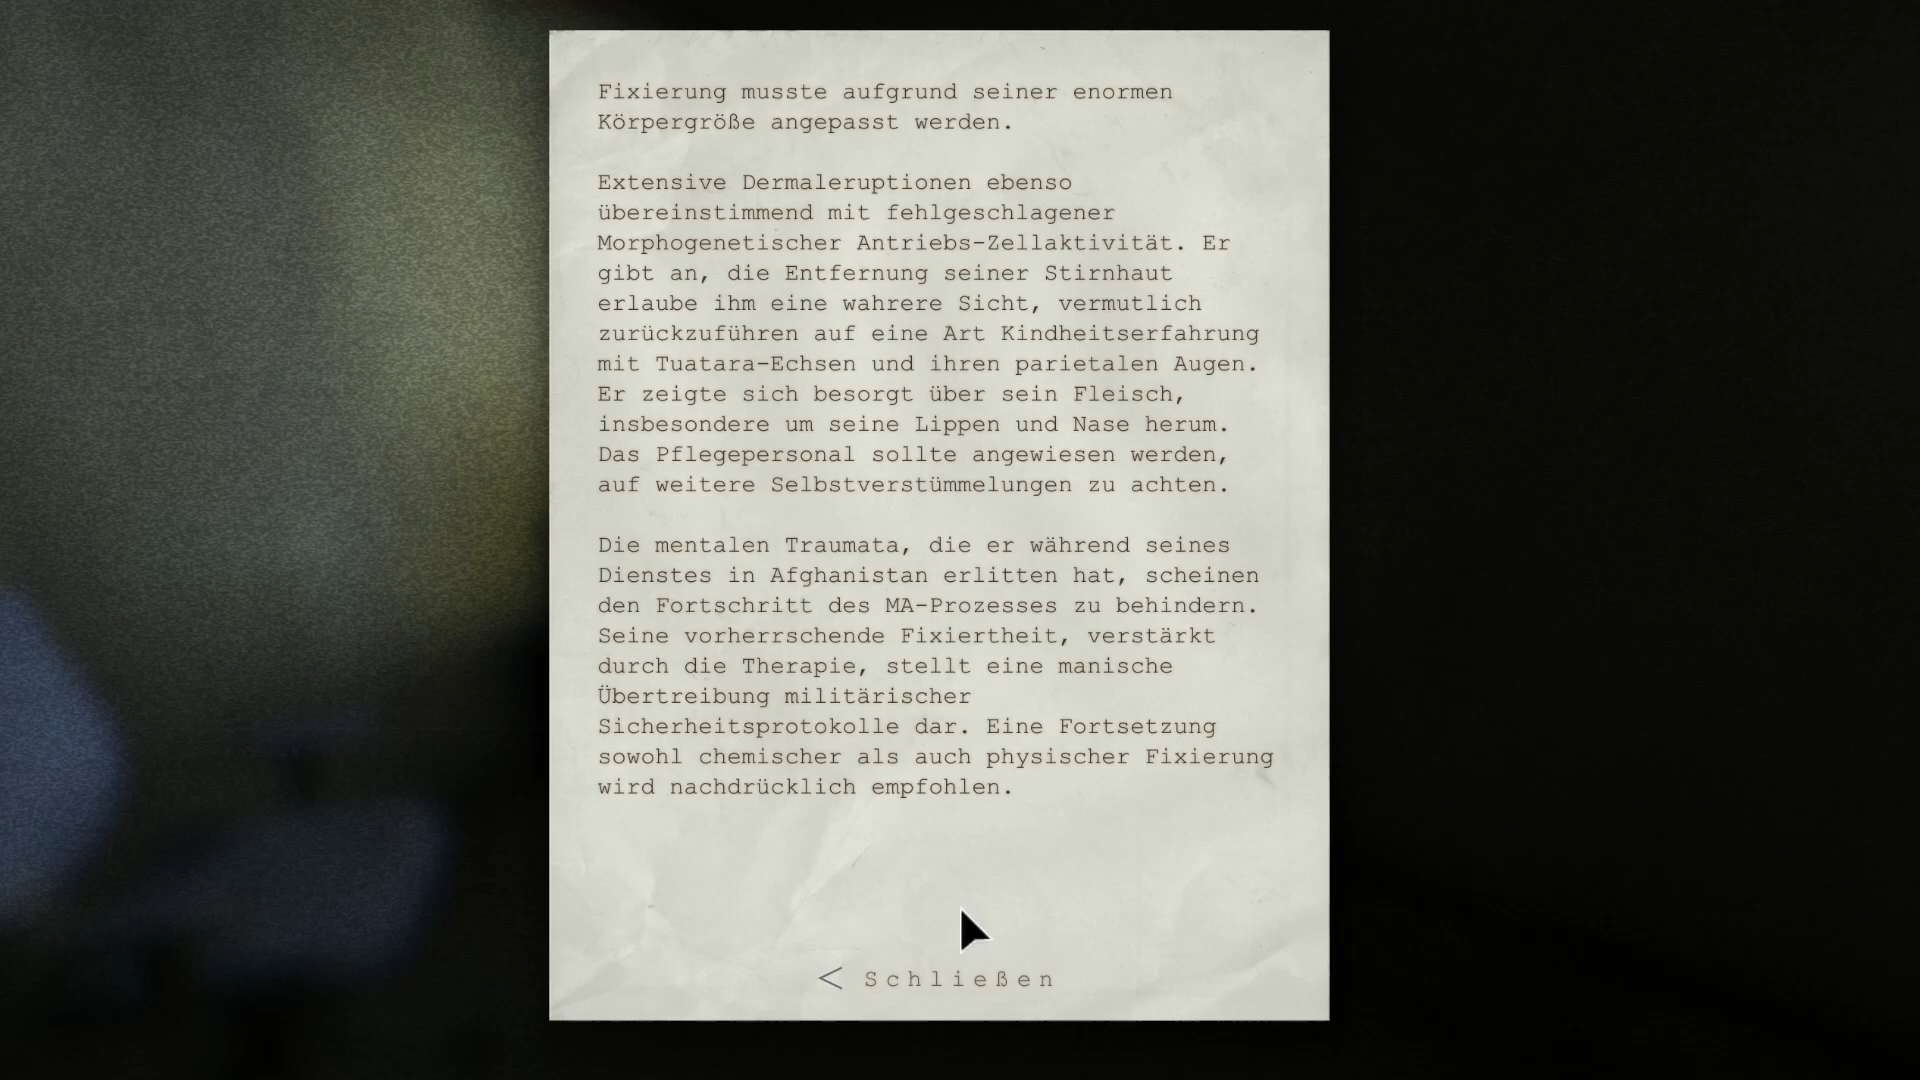 Fixierung musste aufgrund seiner enormen
Körpergröße angepasst werden.
Extensive Dermaleruptionen ebenso
übereinstimmend mit fehlgeschlagener
Morphogenetischer Antriebs-Zellaktivität. Er
gibt an, die Entfernung seiner Stirnhaut
erlaube ihm eine wahrere Sicht, vermutlich
zurückzuführen auf eine Art Kindheitserfahrung
mit Tuatara-Echsen und ihren parietalen Augen.
Er zeigte sich besorgt über sein Fleisch,
insbesondere um seine Lippen und Nase herum.
Das Pflegepersonal sollte angewiesen werden,
auf weitere Selbstverstümmelungen zu achten.
Die mentalen Traumata, die er während seines
Dienstes in Afghanistan erlitten hat, scheinen
den Fortschritt des MA-Prozesses zu behindern.
Seine vorherrschende Fixiertheit, verstärkt
durch die Therapie, stellt eine manische
Übertreibung militärischer
Sicherheitsprotokolle dar. Eine Fortsetzung
sowohl chemischer als auch physischer Fixierung
wird nachdrücklich empfohlen.
< Schließen